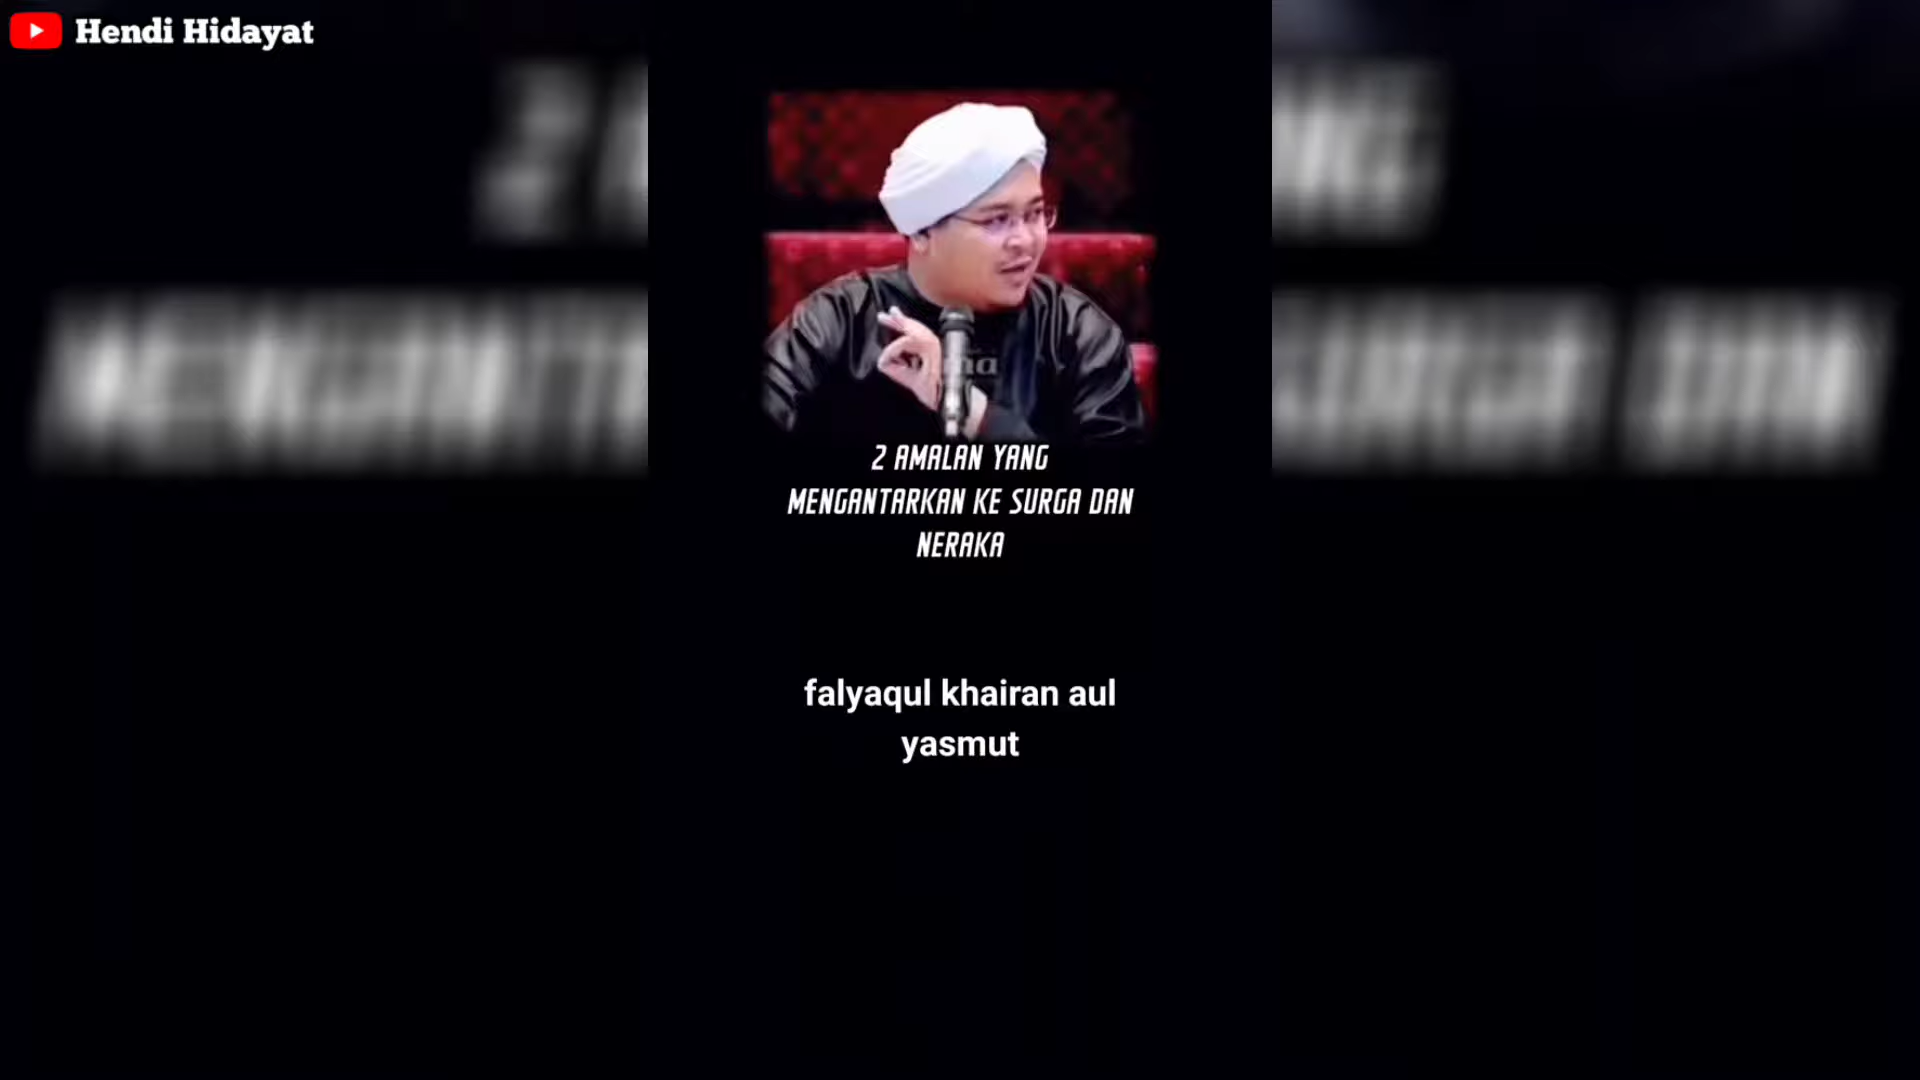 Hendi Hidayat
2 AMALAN YANG
MENGANTARKAN KE SURGA DAN
NERAKA
falyaqul khairan aul
yasmut